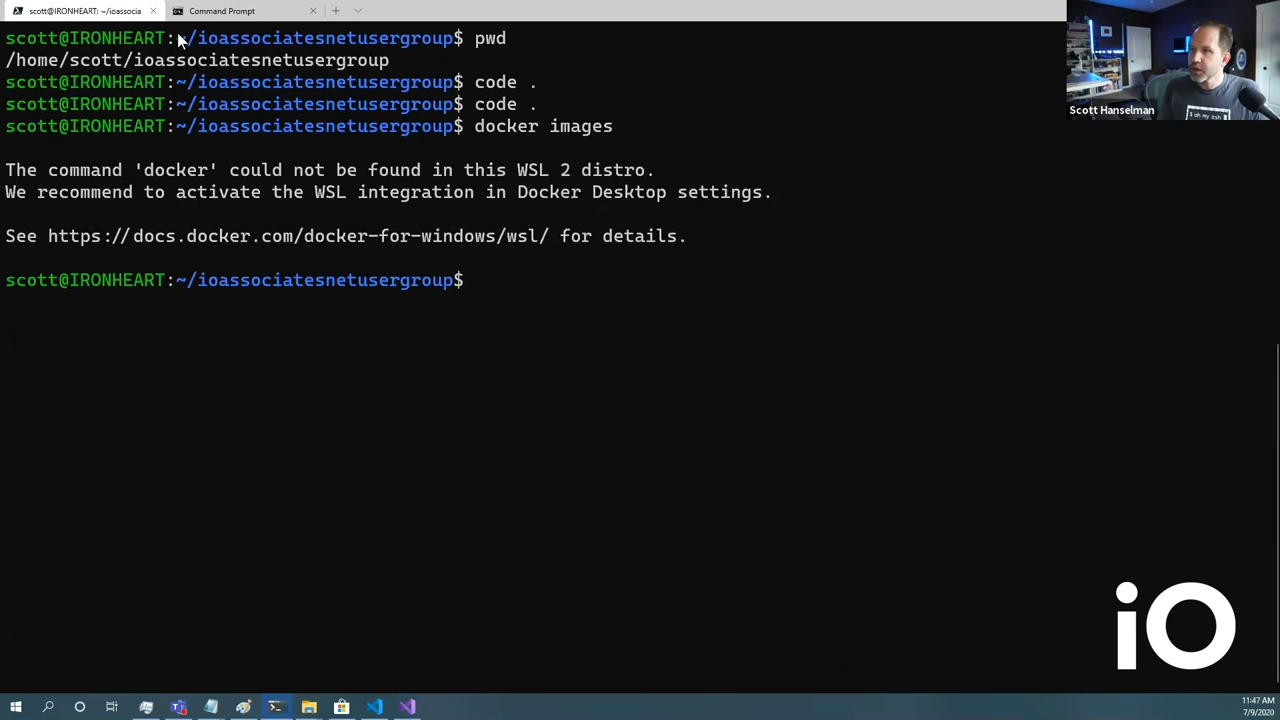 scott@IRONHEART: ~/ioassocia
Command Prompt
scott@IRONHEART:~/ioassociatesnetusergroup$ pwd
/home/scott/ioassociatesnetusergroup
scott@IRONHEART:~/ioassociatesnetusergroup$ code .
scott@IRONHEART:~/ioassociatesnetusergroup$ code .
scott@IRONHEART:~/ioassociatesnetusergroup$ docker images
The command 'docker' could not be found in this WSL 2 distro.
We recommend to activate the WSL integration in Docker Desktop settings.
See https://docs.docker.com/docker-for-windows/wsl/ for details.
scott@IRONHEART:~/ioassociatesnetusergroup$
Scott Hanselman
$ oh my zsh
iO
11:47 AM
7/9/2020